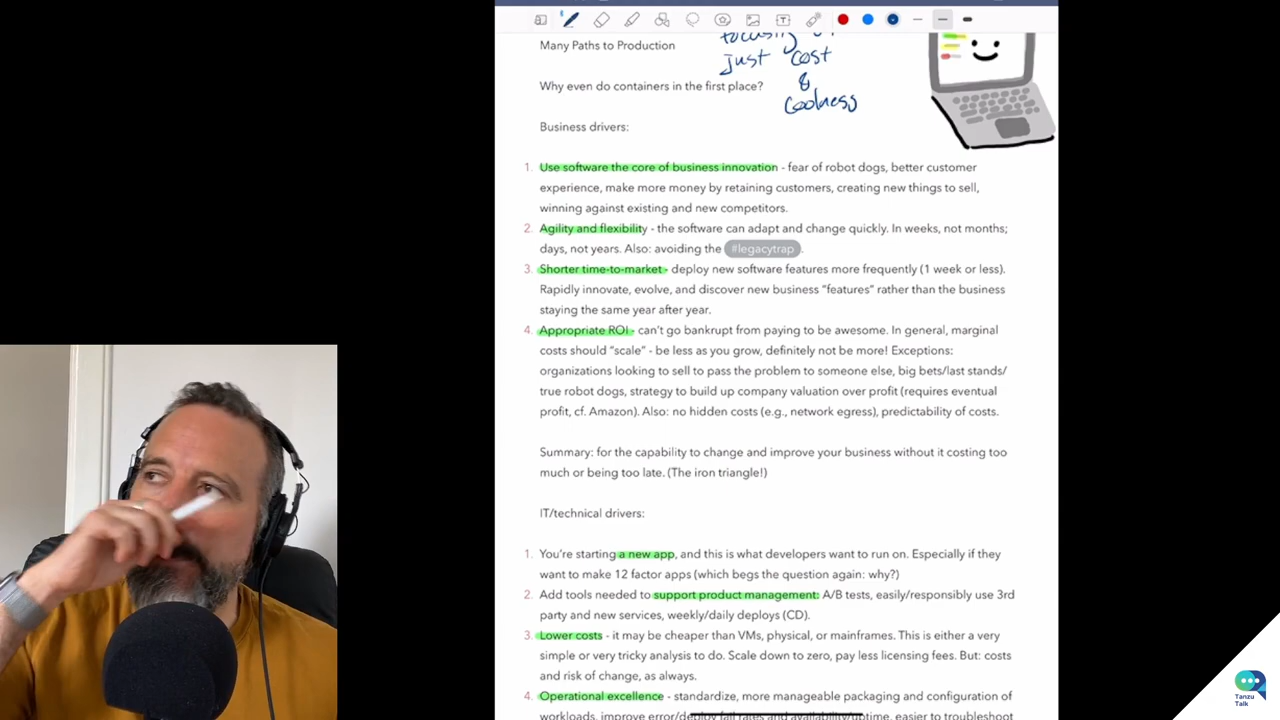 Many Paths to Production
just cost
&
coolness
Why even do containers in the first place?
Business drivers:
1. Use software the core of business innovation - fear of robot dogs, better customer
experience, make more money by retaining customers, creating new things to sell,
winning against existing and new competitors.
2. Agility and flexibility - the software can adapt and change quickly. In weeks, not months;
days, not years. Also: avoiding the #legacytrap.
3. Shorter time-to-market - deploy new software features more frequently (1 week or less).
Rapidly innovate, evolve, and discover new business "features" rather than the business
staying the same year after year.
4. Appropriate ROI - can't go bankrupt from paying to be awesome. In general, marginal
costs should "scale" - be less as you grow, definitely not be more! Exceptions:
organizations looking to sell to pass the problem to someone else, big bets/last stands/
true robot dogs, strategy to build up company valuation over profit (requires eventual
profit, cf. Amazon). Also: no hidden costs (e.g., network egress), predictability of costs.
Summary: for the capability to change and improve your business without it costing too
much or being too late. (The iron triangle!)
IT/technical drivers:
1. You're starting a new app, and this is what developers want to run on. Especially if they
want to make 12 factor apps (which begs the question again: why?)
2. Add tools needed to support product management: A/B tests, easily/responsibly use 3rd
party and new services, weekly/daily deploys (CD).
3. Lower costs - it may be cheaper than VMs, physical, or mainframes. This is either a very
simple or very tricky analysis to do. Scale down to zero, pay less licensing fees. But: costs
and risk of change, as always.
4. Operational excellence - standardize, more manageable packaging and configuration of
workloads, improve error/deploy fail rates and availability/uptime, easier to troubleshoot
Tanzu
Talk